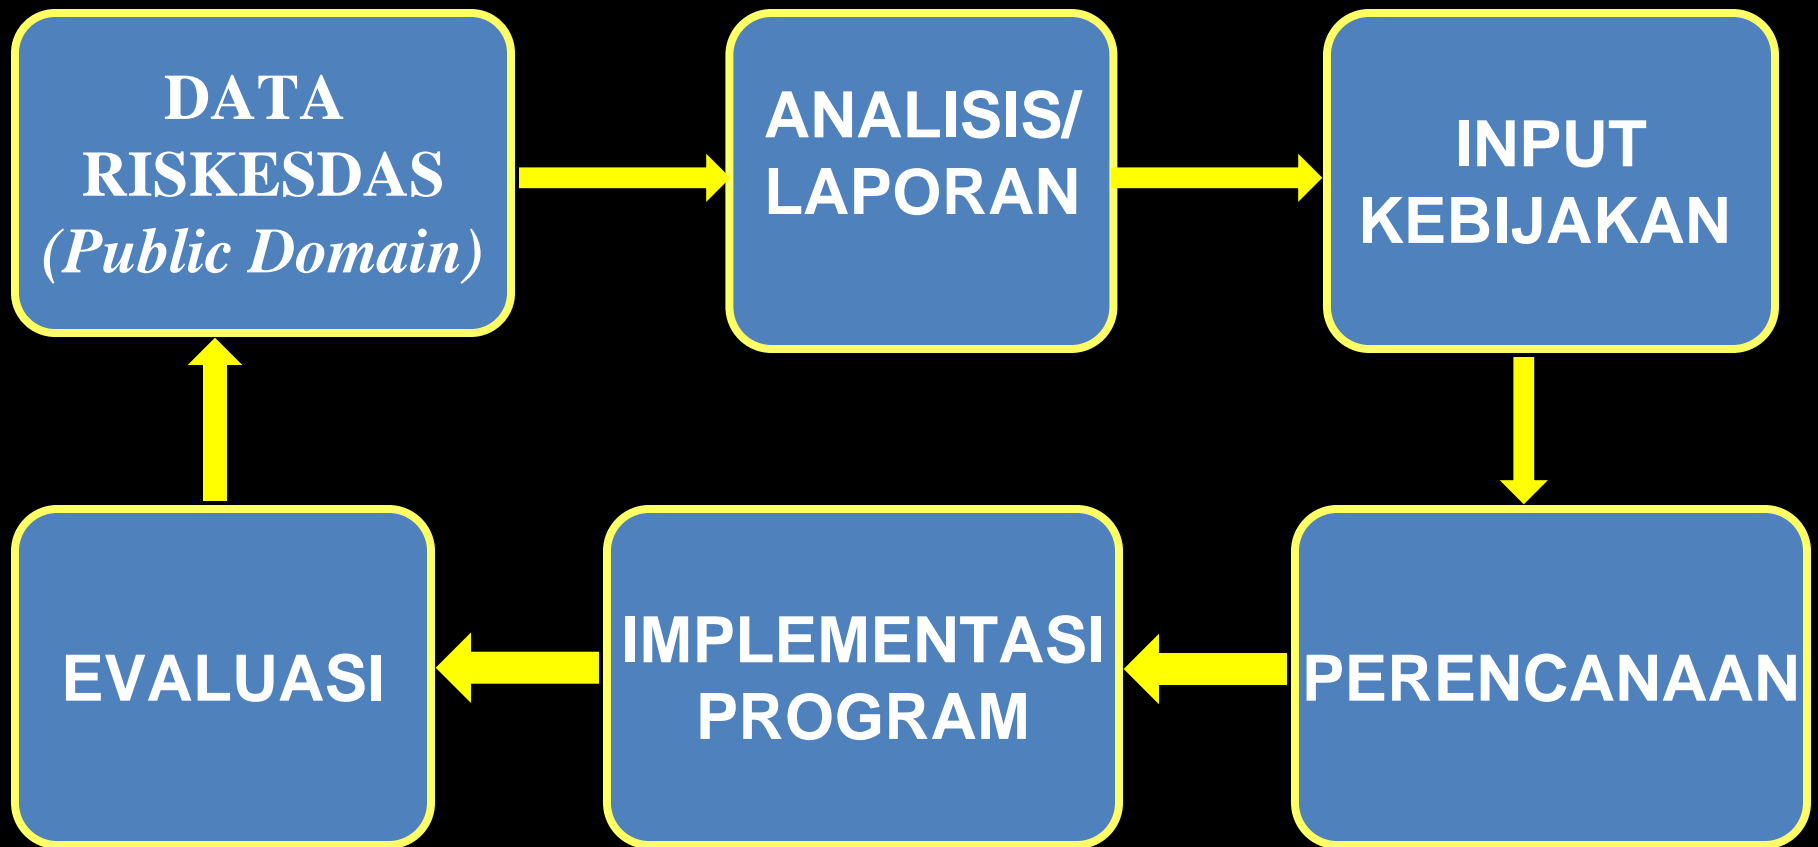 DATA
RISKESDAS
(Public Domain)
ANALISIS/
LAPORAN
INPUT
KEBIJAKAN
EVALUASI
IMPLEMENTASI
PROGRAM
PERENCANAAN